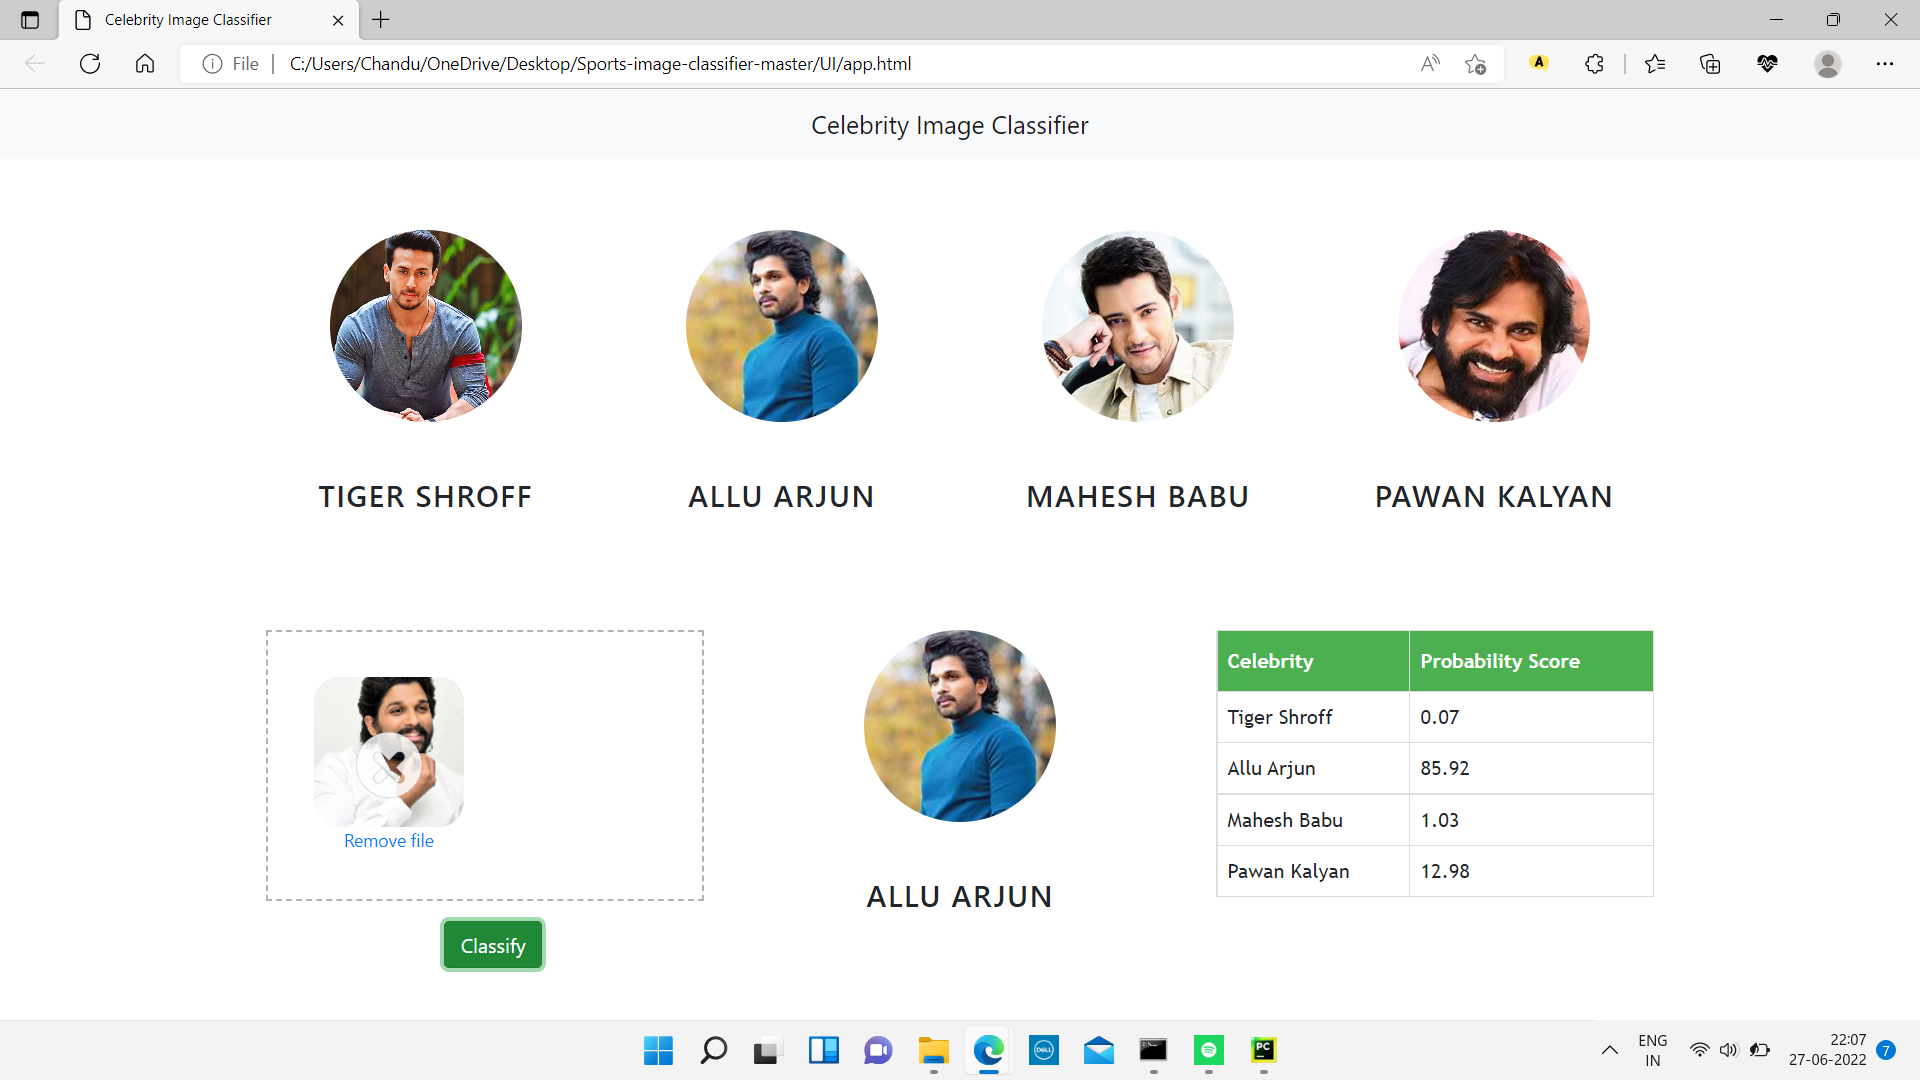 Celebrity Image Classifier
File
C:/Users/Chandu/OneDrive/Desktop/Sports-image-classifier-master/UI/app.html
A
Celebrity Image Classifier
TIGER SHROFF
ALLU ARJUN
MAHESH BABU
PAWAN KALYAN
Remove file
Classify
ALLU ARJUN
Celebrity Probability Score
Tiger Shroff 0.07
Allu Arjun 85.92
Mahesh Babu 1.03
Pawan Kalyan 12.98
DELL
PC
ENG
IN
22:07
27-06-2022
7